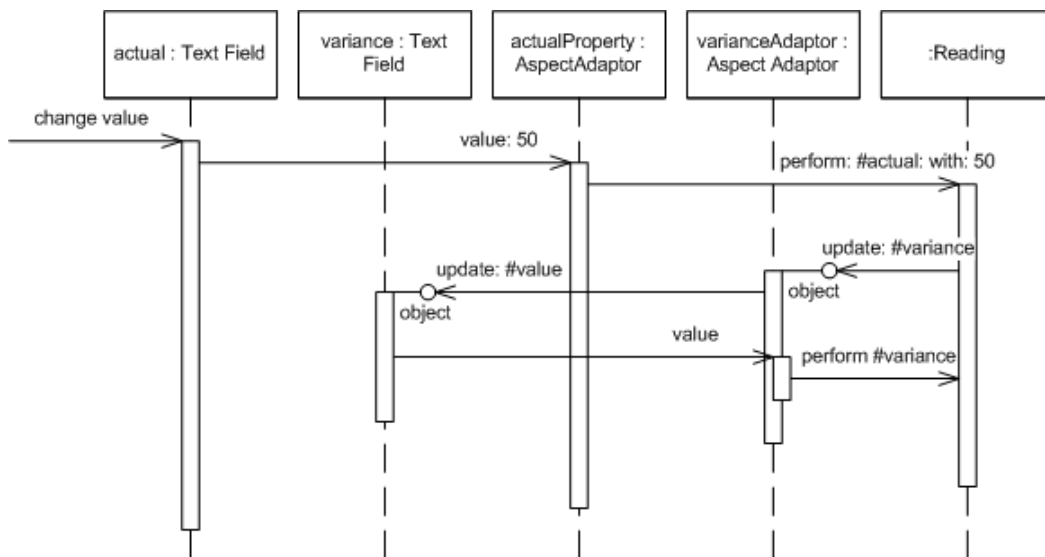 actual : Text Field
variance : Text
Field
actualProperty :
AspectAdaptor
varianceAdaptor :
Aspect Adaptor
:Reading
change value
value: 50
perform: #actual: with: 50
update: #variance
object
update: #value
object
value
perform #variance